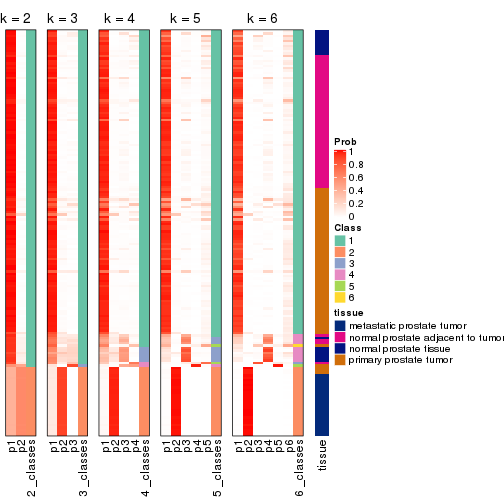 k = 2 k = 3 k = 4 k = 5 k = 6
Prob
1
0.8
0.6
0.4
0.2
0
Class
1
2
3
4
5
6
tissue
metastatic prostate tumor
normal prostate adjacent to tumor
normal prostate tissue
primary prostate tumor
p1 p2 2_classes p1 p2 p3 3_classes p1 p2 p3 p4 4_classes p1 p2 p3 p4 p5 5_classes p1 p2 p3 p4 p5 p6 6_classes tissue